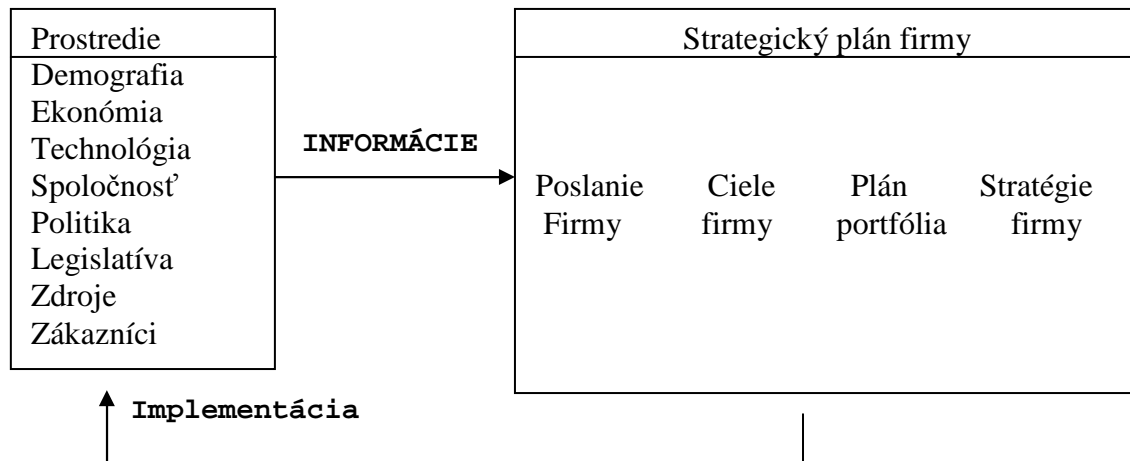 Prostredie
Demografia
Ekonómia
Technológia
Spoločnosť
Politika
Legislatíva
Zdroje
Zákazníci
INFORMÁCIE
Strategický plán firmy
Poslanie Ciele Plán Stratégie
Firmy firmy portfólia firmy
Implementácia